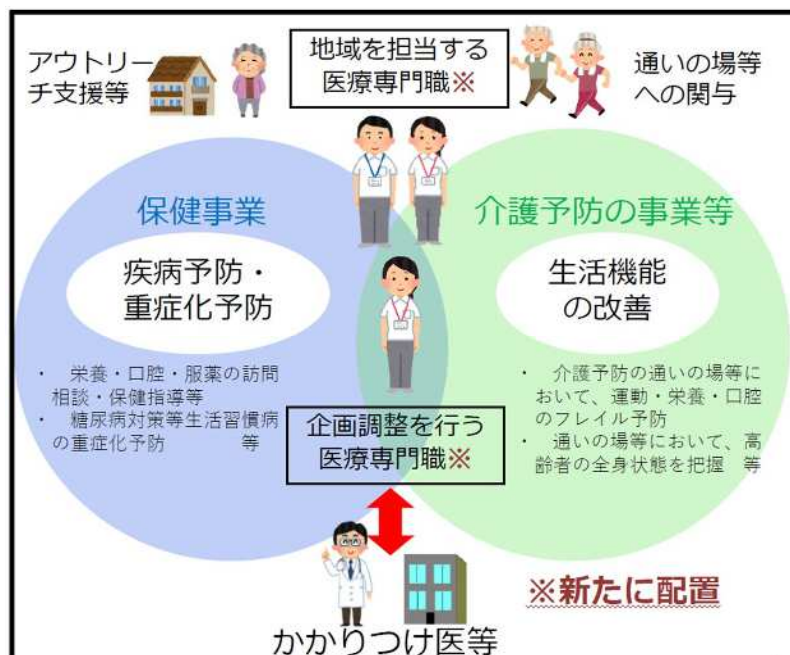 アウトリー
チ支援等
地域を担当する
医療専門職※
通いの場等
への関与
保健事業
疾病予防・
重症化予防
・　栄養・口腔・服薬の訪問
相談・保健指導等
・　糖尿病対策等生活習慣病
の重症化予防　　　　等
介護予防の事業等
生活機能
の改善
・　介護予防の通いの場等に
おいて、運動・栄養・口腔
のフレイル予防
・　通いの場等において、高
齢者の全身状態を把握　等
企画調整を行う
医療専門職※
かかりつけ医等
※新たに配置